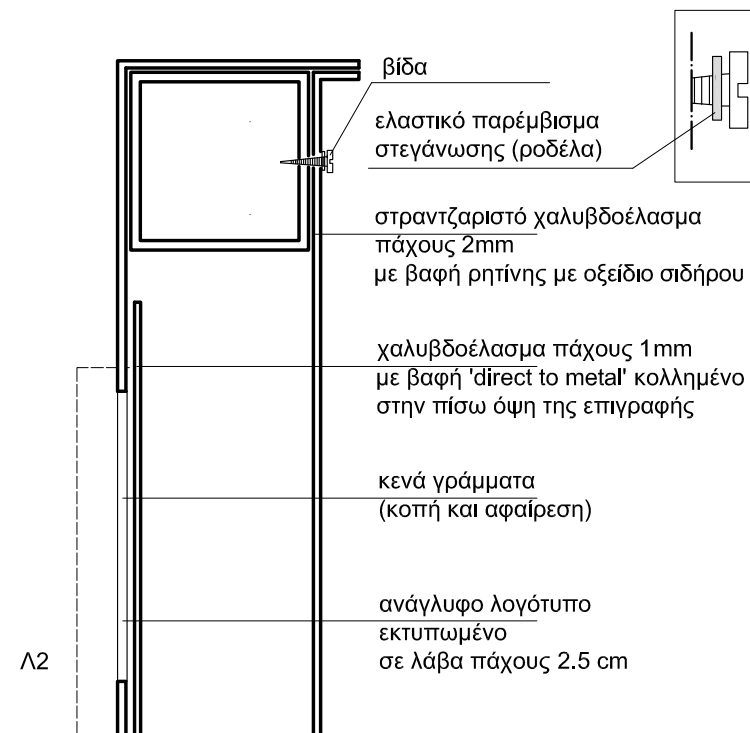 βίδα
ελαστικό παρέμβισμα
στεγάνωσης (ροδέλα)
στραντζαριστό χαλυβδοέλασμα
πάχους 2mm
με βαφή ρητίνης με οξείδιο σιδήρου
χαλυβδοέλασμα πάχους 1mm
με βαφή 'direct to metal' κολλημένο
στην πίσω όψη της επιγραφής
κενά γράμματα
(κοπή και αφαίρεση)
ανάγλυφο λογότυπο
εκτυπωμένο
σε λάβα πάχους 2.5 cm
Λ2